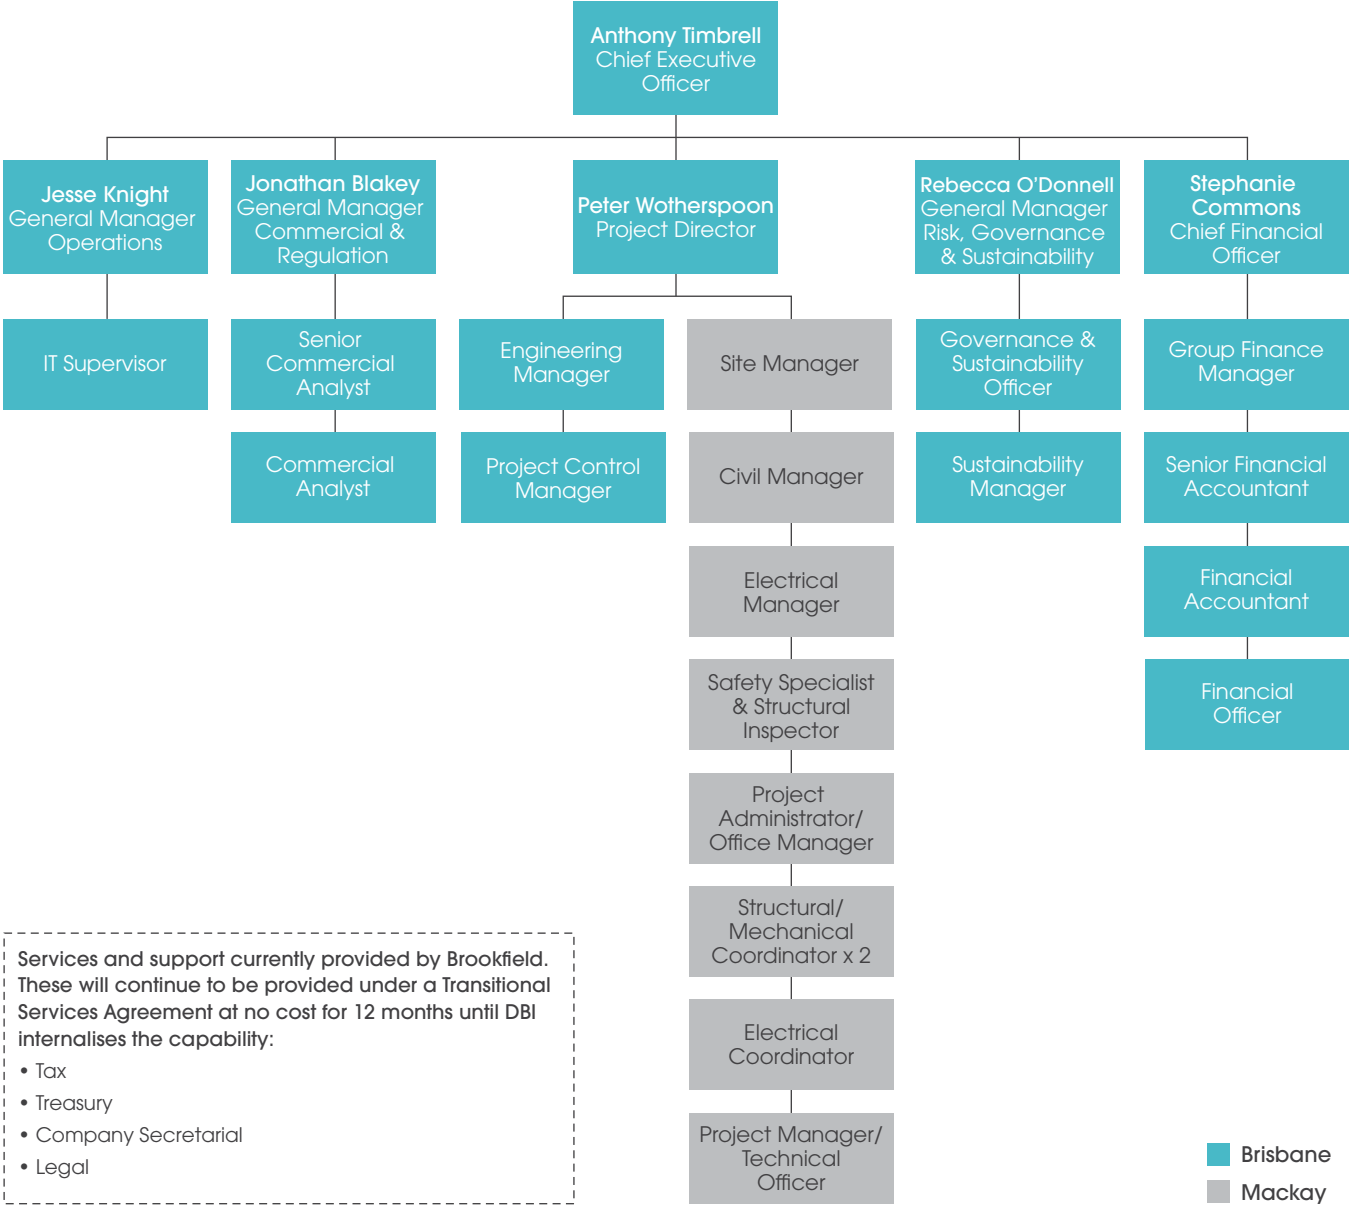 Anthony Timbrell
Chief Executive
Officer
Jesse Knight
General Manager
Operations
Jonathan Blakey
General Manager
Commercial &
Regulation
Peter Wotherspoon
Project Director
Rebecca O'Donnell
General Manager
Risk, Governance
& Sustainability
Stephanie
Commons
Chief Financial
Officer
IT Supervisor
Senior
Commercial
Analyst
Engineering
Manager
Site Manager
Governance &
Sustainability
Officer
Group Finance
Manager
Commercial
Analyst
Project Control
Manager
Civil Manager
Sustainability
Manager
Senior Financial
Accountant
Electrical
Manager
Financial
Accountant
Safety Specialist
& Structural
Inspector
Financial
Officer
Project
Administrator/
Office Manager
Structural/
Mechanical
Coordinator x 2
Electrical
Coordinator
Project Manager/
Technical
Officer
Services and support currently provided by Brookfield.
These will continue to be provided under a Transitional
Services Agreement at no cost for 12 months until DBI
internalises the capability:
• Tax
• Treasury
• Company Secretarial
• Legal
Brisbane
Mackay